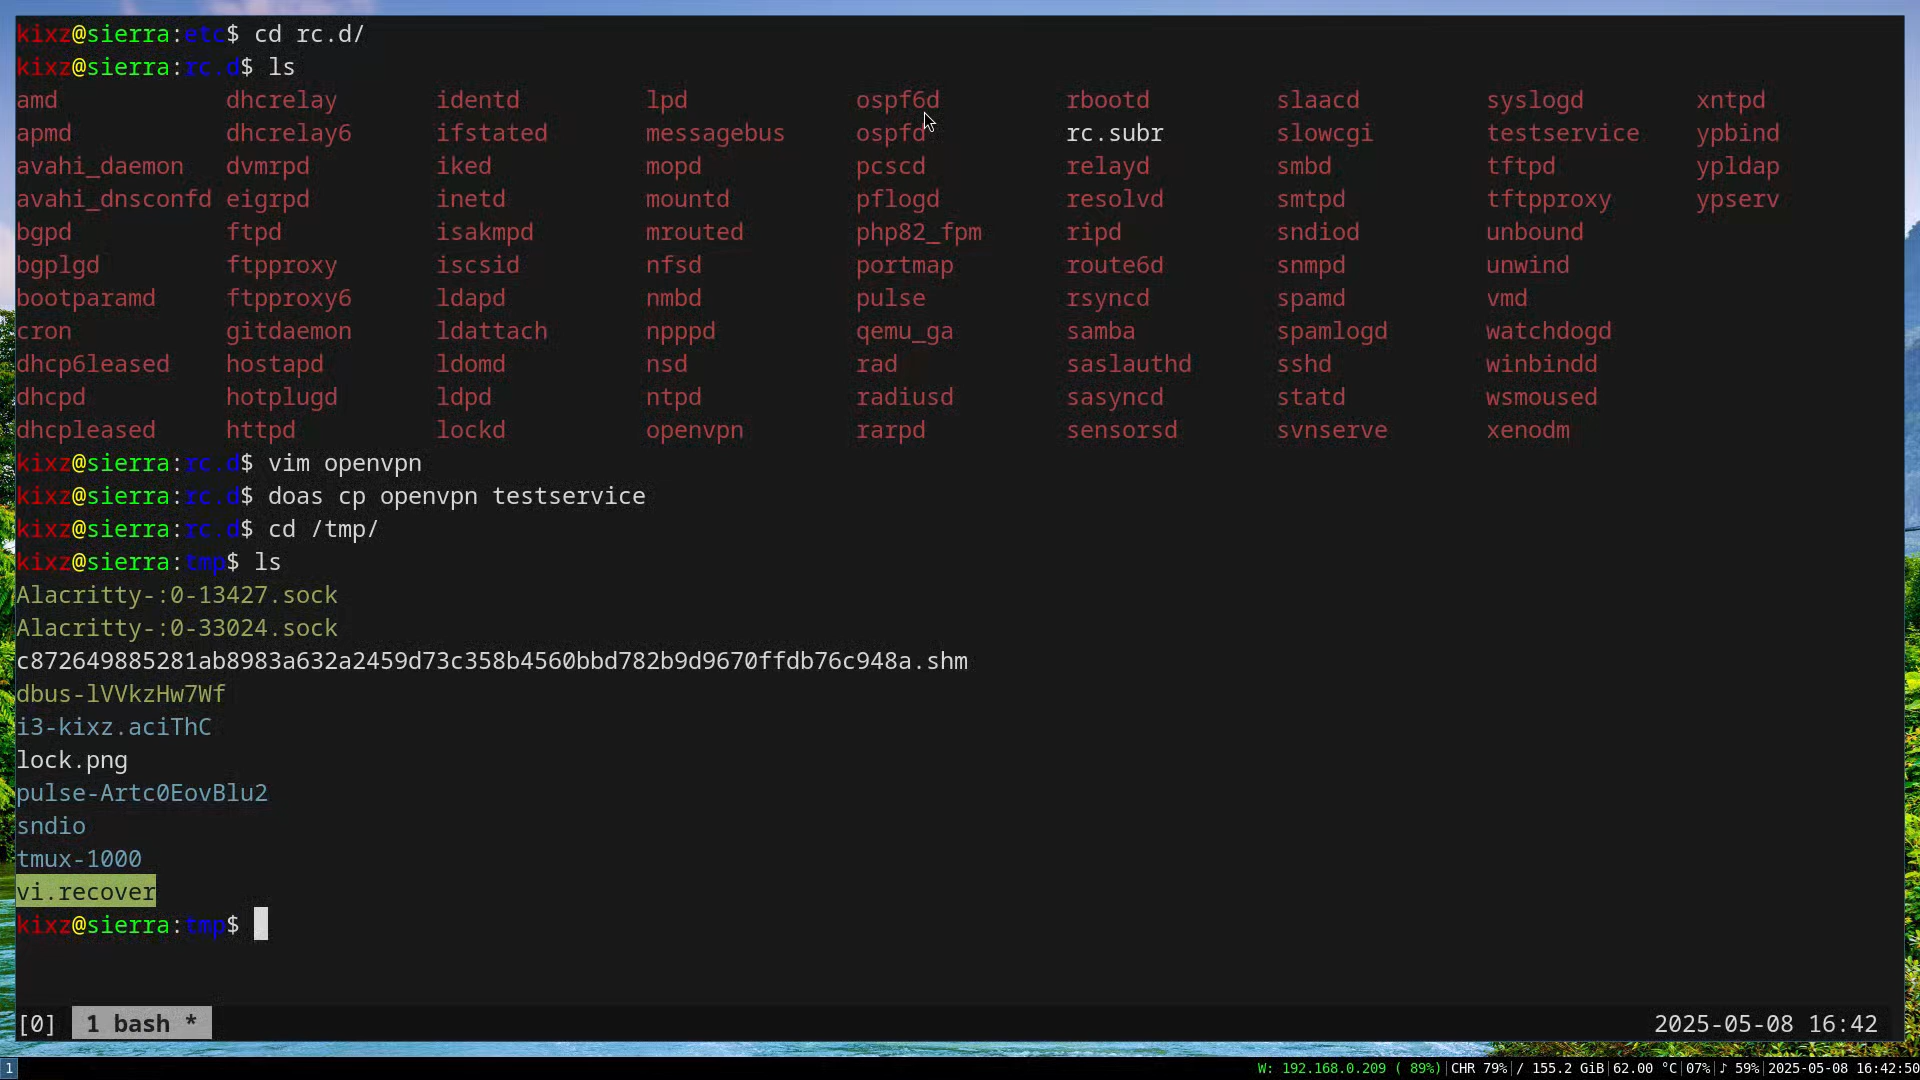 kixz@sierra:etc$ cd rc.d/
kixz@sierra:rc.d$ ls
amd dhcrelay identd lpd ospf6d rbootd slaacd syslogd xntpd
apmd dhcrelay6 ifstated messagebus ospfd rc.subr slowcgi testservice ypbind
avahi_daemon dvmrpd iked mopd pcscd relayd smbd tftpd ypldap
avahi_dnsconfd eigrpd inetd mountd pflogd resolvd smtpd tftpproxy ypserv
bgpd ftpd isakmpd mrouted php82_fpm ripd sndiod unbound
bgplgd ftpproxy iscsid nfsd portmap route6d snmpd unwind
bootparamd ftpproxy6 ldapd nmbd pulse rsyncd spamd vmd
cron gitdaemon ldattach npppd qemu_ga samba spamlogd watchdogd
dhcp6leased hostapd ldomd nsd rad saslauthd sshd winbindd
dhcpd hotplugd ldpd ntpd radiusd sasyncd statd wsmoused
dhcpleased httpd lockd openvpn rarpd sensorsd svnserve xenodm
kixz@sierra:rc.d$ vim openvpn
kixz@sierra:rc.d$ doas cp openvpn testservice
kixz@sierra:rc.d$ cd /tmp/
kixz@sierra:tmp$ ls
Alacritty-:0-13427.sock
Alacritty-:0-33024.sock
c872649885281ab8983a632a2459d73c358b4560bbd782b9d9670ffdb76c948a.shm
dbus-lVVkzHw7Wf
i3-kixz.aciThC
lock.png
pulse-Artc0EovBlu2
sndio
tmux-1000
vi.recover
kixz@sierra:tmp$
[0] 1 bash * 2025-05-08 16:42
1 W: 192.168.0.209 ( 89%)|CHR 79%|/ 155.2 GiB|62.00 °C|07%|♪ 59%|2025-05-08 16:42:50